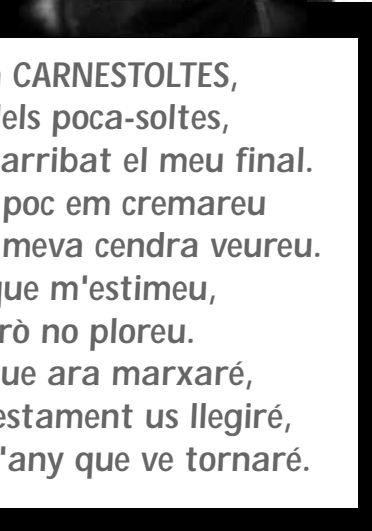 CARNESTOLTES,
els poca-soltes,
arribat el meu final.
poc em cremareu
meva cendra veureu.
que m'estimeu,
rò no ploreu.
ue ara marxaré,
estament us llegiré,
'any que ve tornaré.